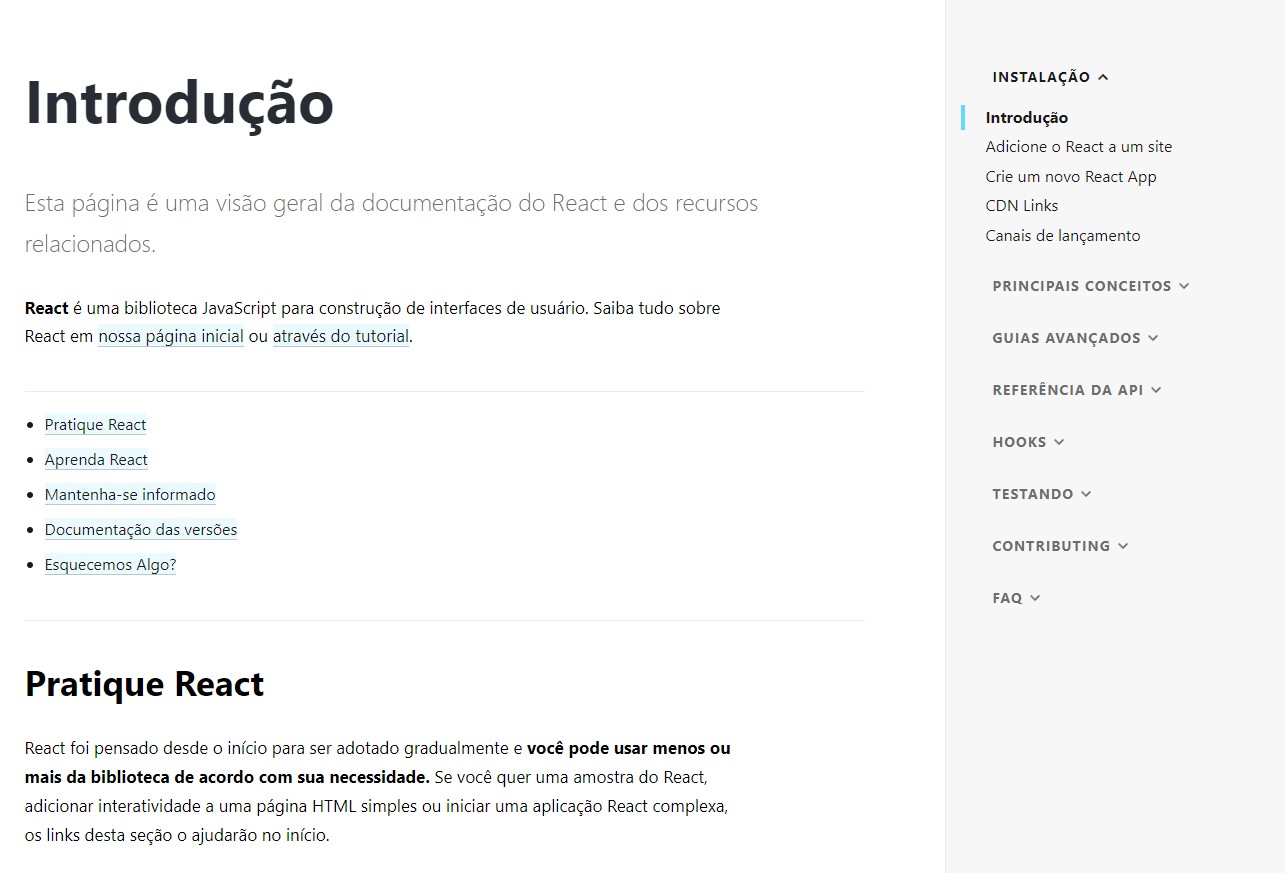 Introdução
Esta página é uma visão geral da documentação do React e dos recursos
relacionados.
React é uma biblioteca JavaScript para construção de interfaces de usuário. Saiba tudo sobre
React em nossa página inicial ou através do tutorial.
Pratique React
Aprenda React
Mantenha-se informado
Documentação das versões
Esquecemos Algo?
Pratique React
React foi pensado desde o início para ser adotado gradualmente e você pode usar menos ou
mais da biblioteca de acordo com sua necessidade. Se você quer uma amostra do React,
adicionar interatividade a uma página HTML simples ou iniciar uma aplicação React complexa,
os links desta seção o ajudarão no início.
INSTALAÇÃO
Introdução
Adicione o React a um site
Crie um novo React App
CDN Links
Canais de lançamento
PRINCIPAIS CONCEITOS
GUIAS AVANÇADOS
REFERÊNCIA DA API
HOOKS
TESTANDO
CONTRIBUTING
FAQ